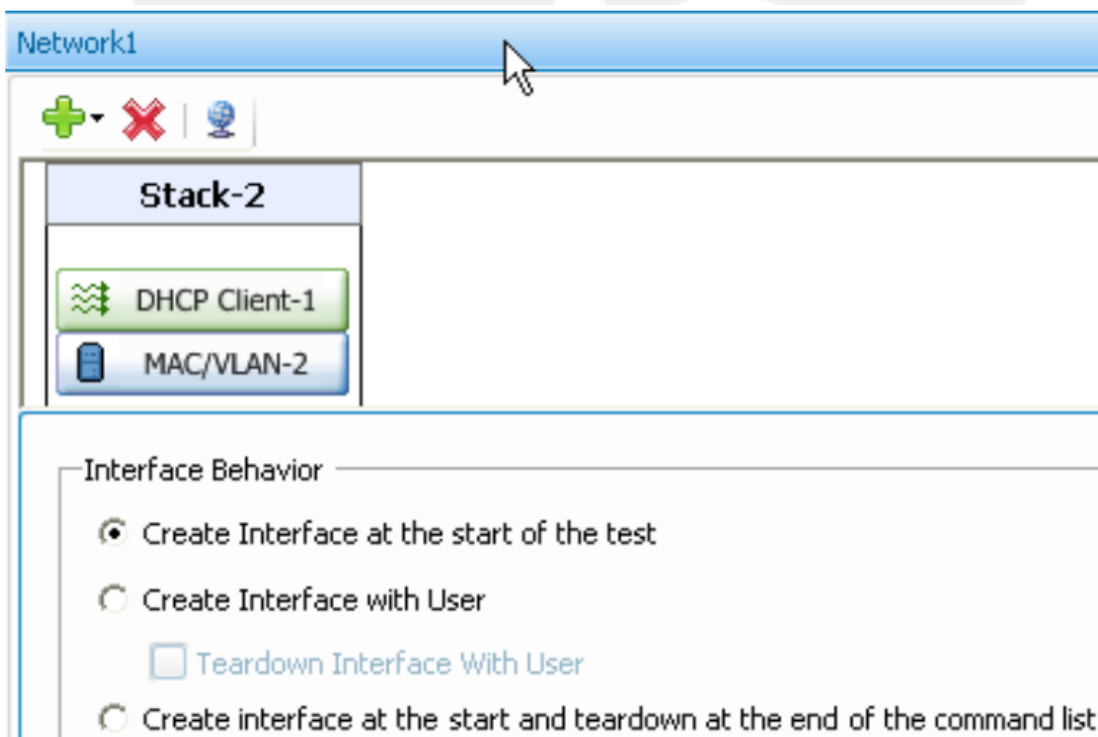 Network1
Stack-2
DHCP Client-1
MAC/VLAN-2
Interface Behavior
Create Interface at the start of the test
Create Interface with User
Teardown Interface With User
Create interface at the start and teardown at the end of the command list